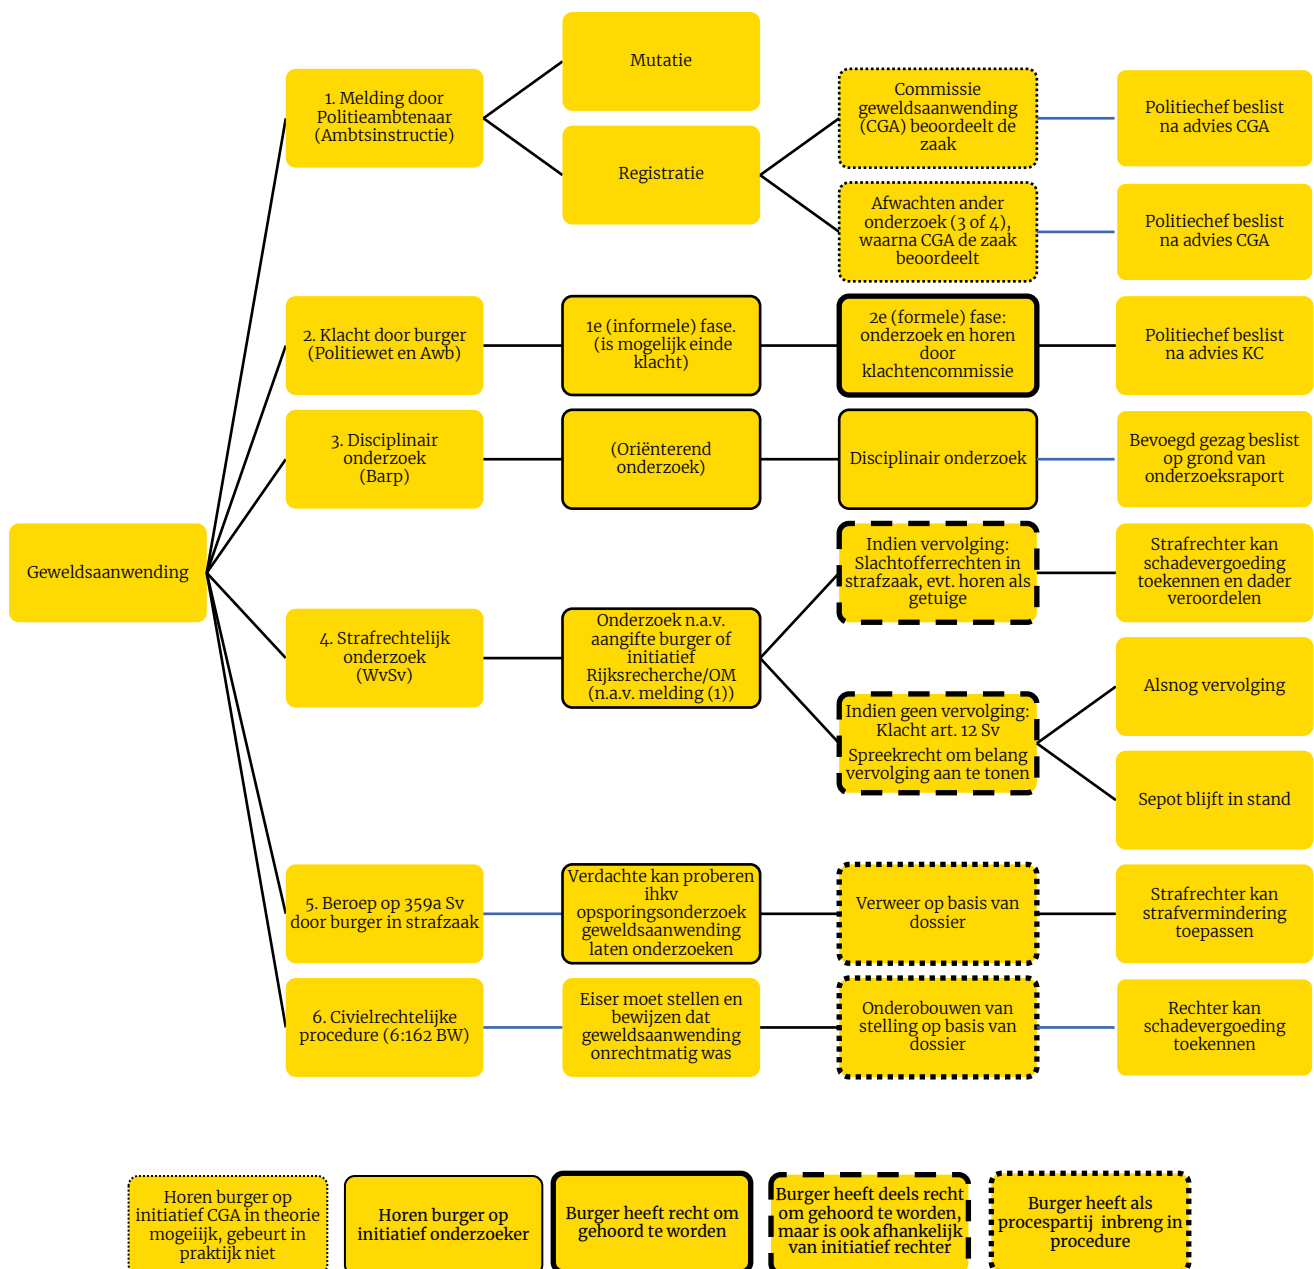 Mutatie
1. Melding door
Politieambtenaar
(Ambtsinstructie)
Registratie
Commissie
geweldsaanwending
(CGA) beoordeelt de
zaak
Politiechef beslist
na advies CGA
Afwachten ander
onderzoek (3 of 4),
waarna CGA de zaak
beoordeelt
Politiechef beslist
na advies CGA
2. Klacht door burger
(Politiewet en Awb)
1e (informele) fase.
(is mogelijk einde
klacht)
2e (formele) fase:
onderzoek en horen
door
klachtencommissie
Politiechef beslist
na advies KC
3. Disciplinair
onderzoek
(Barp)
(Oriënterend
onderzoek)
Disciplinair onderzoek
Bevoegd gezag beslist
op grond van
onderzoeksraport
Geweldsaanwending
4. Strafrechtelijk
onderzoek
(WvSv)
Onderzoek n.a.v.
aangifte burger of
initiatief
Rijksrecherche/OM
(n.a.v. melding (1))
Indien vervolging:
Slachtofferrechten in
strafzaak, evt. horen als
getuige
Strafrechter kan
schadevergoeding
toekennen en dader
veroordelen
Indien geen vervolging:
Klacht art. 12 Sv
Spreekrecht om belang
vervolging aan te tonen
Alsnog vervolging
Sepot blijft in stand
5. Beroep op 359a Sv
door burger in strafzaak
Verdachte kan proberen
ihkv
opsporingsonderzoek
geweldsaanwending
laten onderzoeken
Verweer op basis van
dossier
Strafrechter kan
strafvermindering
toepassen
6. Civielrechtelijke
procedure (6:162 BW)
Eiser moet stellen en
bewijzen dat
geweldsaanwending
onrechtmatig was
Onderobouwen van
stelling op basis van
dossier
Rechter kan
schadevergoeding
toekennen
Horen burger op
initiatief CGA in theorie
mogeiijk, gebeurt in
praktijk niet
Horen burger op
initiatief onderzoeker
Burger heeft recht om
gehoord te worden
Burger heeft deels recht
om gehoord te worden,
maar is ook afhankelijk
van initiatief rechter
Burger heeft als
procespartij inbreng in
procedure